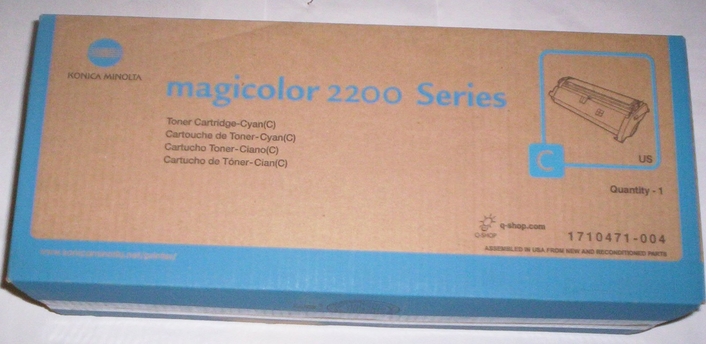 KONICA MINOLTA
magicolor 2200 Series
Toner Cartridge-Cyan(C)
Cartouche de Toner-Cyan(C)
Cartucho Toner-Ciano(C)
Cartucho de Tóner-Cian(C)
C
US
Quantity - 1
Q-SHOP
q-shop.com
1710471-004
ASSEMBLED IN USA FROM NEW AND RECONDITIONED PARTS